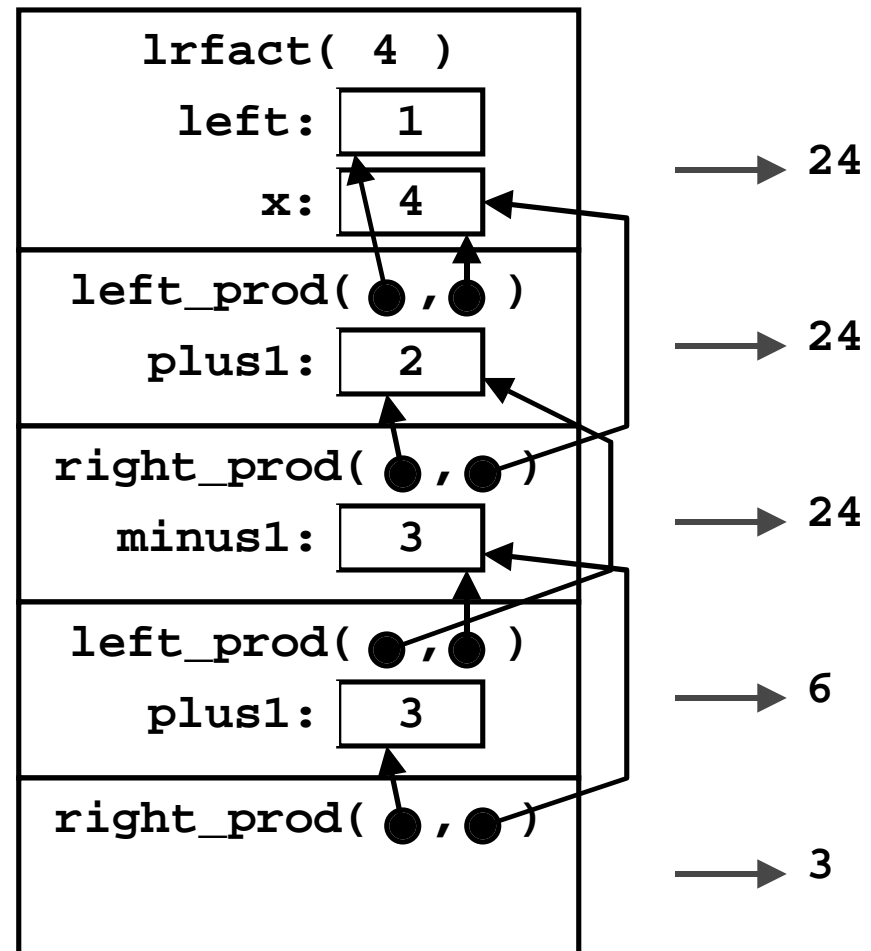 lrfact( 4 )
left: 1
24
x: 4
left_prod( , )
24
plus1: 2
right_prod( , )
24
minus1: 3
left_prod( , )
6
plus1: 3
right_prod( , )
3